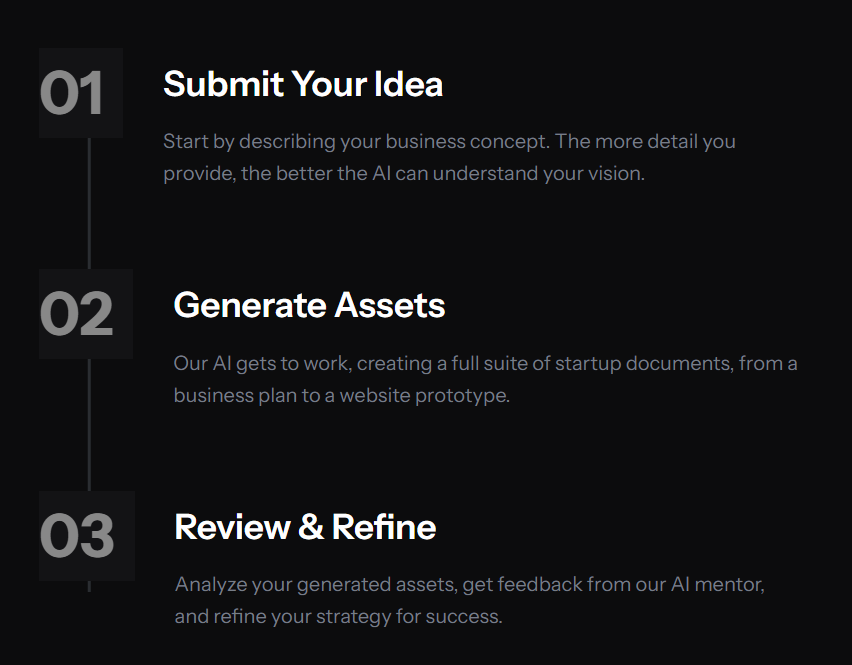 01
Submit Your Idea
Start by describing your business concept. The more detail you
provide, the better the AI can understand your vision.
02
Generate Assets
Our AI gets to work, creating a full suite of startup documents, from a
business plan to a website prototype.
03
Review & Refine
Analyze your generated assets, get feedback from our AI mentor,
and refine your strategy for success.